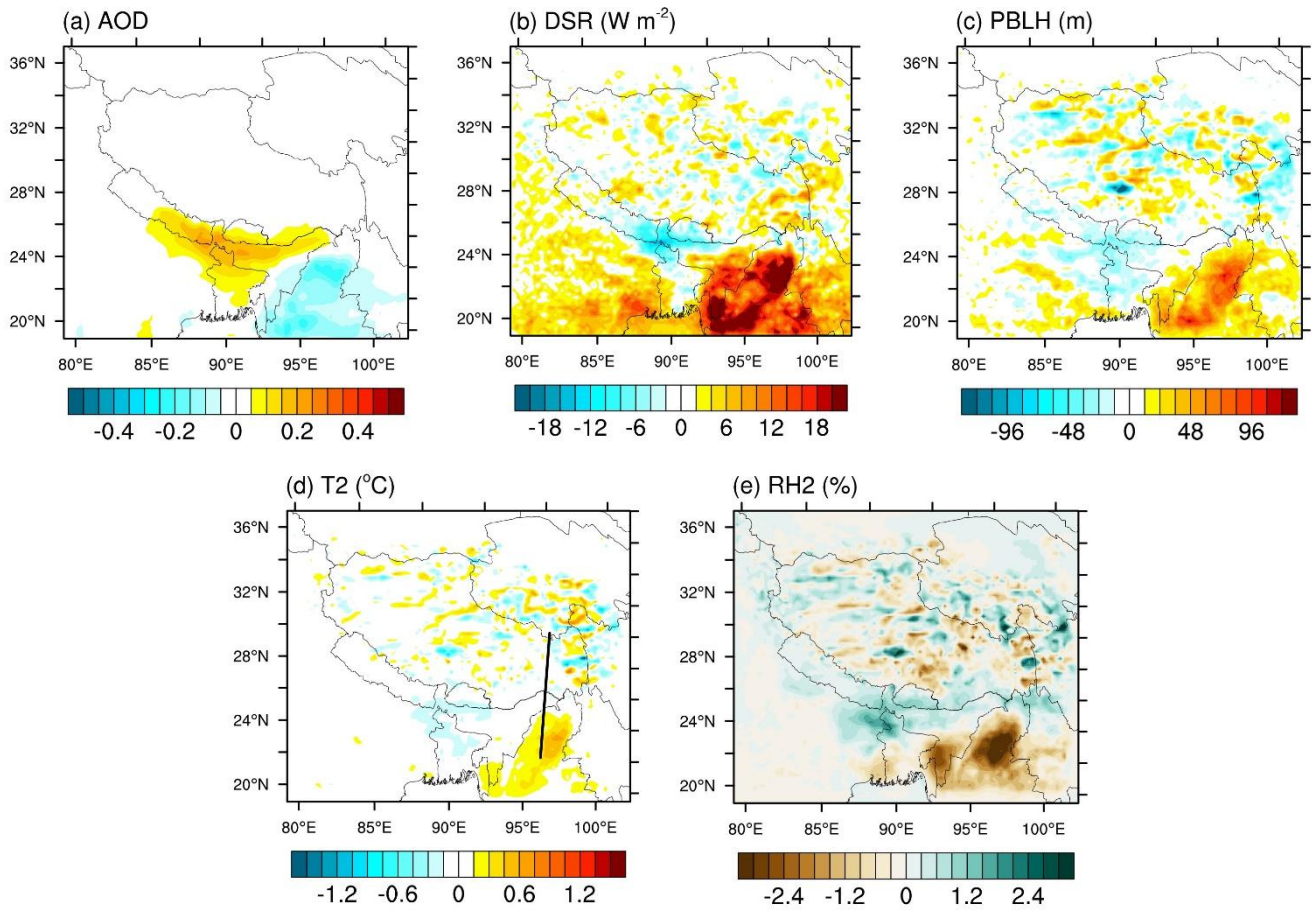 (a) AOD
(b) DSR (W m-2)
(c) PBLH (m)
36°N
32°N
28°N
24°N
20°N
80°E 85°E 90°E 95°E 100°E
-0.4 -0.2 0 0.2 0.4
36°N
32°N
28°N
24°N
20°N
80°E 85°E 90°E 95°E 100°E
-18 -12 -6 0 6 12 18
36°N
32°N
28°N
24°N
20°N
80°E 85°E 90°E 95°E 100°E
-96 -48 0 48 96
(d) T2 (°C)
(e) RH2 (%)
36°N
32°N
28°N
24°N
20°N
80°E 85°E 90°E 95°E 100°E
-1.2 -0.6 0 0.6 1.2
36°N
32°N
28°N
24°N
20°N
80°E 85°E 90°E 95°E 100°E
-2.4 -1.2 0 1.2 2.4